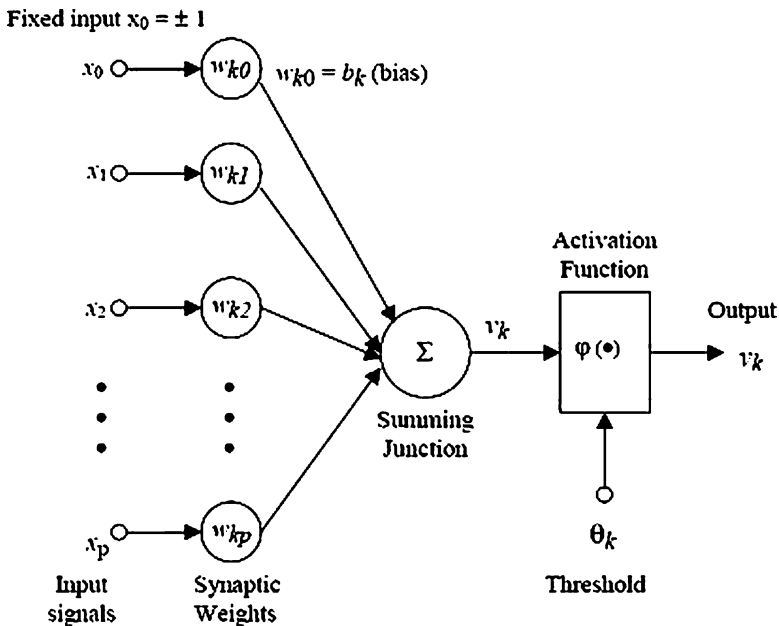 Fixed input x0 = ± 1
x0
wk0
wk0 = bk (bias)
x1
wk1
Activation
Function
x2
wk2
Σ
vk
φ (•)
Output
vk
Summing
Junction
xp
wkp
θk
Input
signals
Synaptic
Weights
Threshold